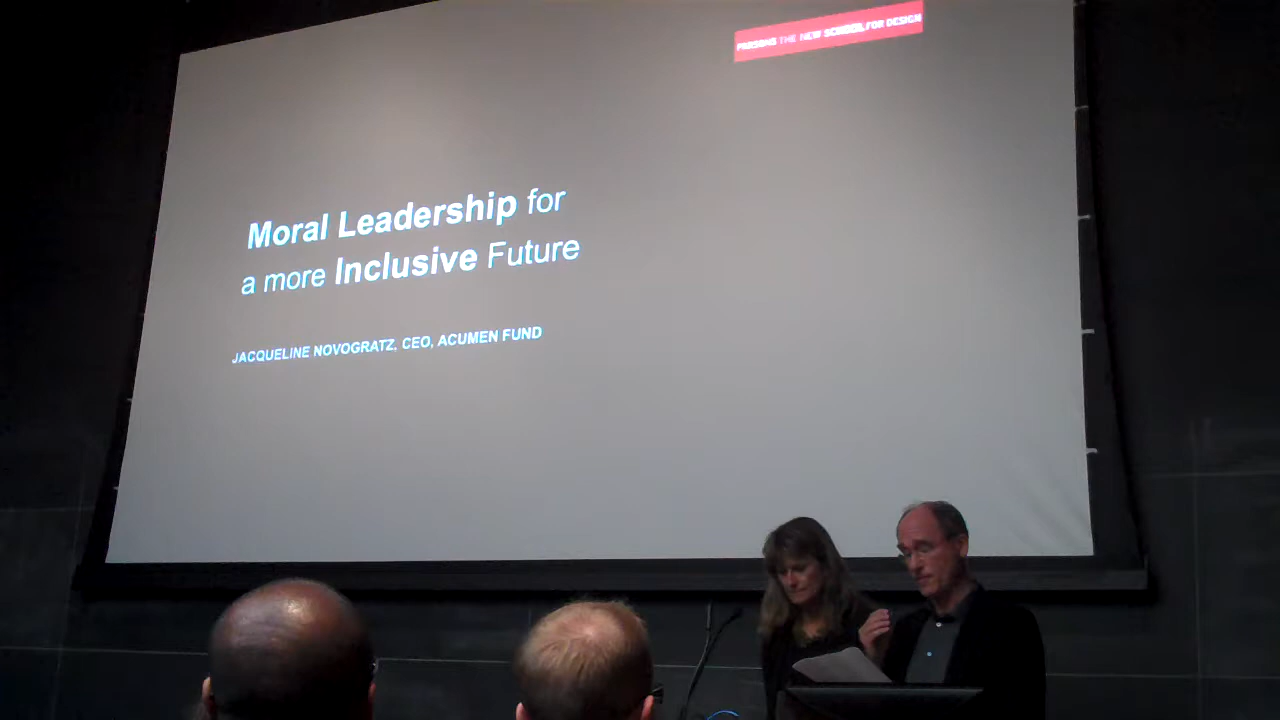 PARSONS THE NEW SCHOOL FOR DESIGN
Moral Leadership for
a more Inclusive Future
JACQUELINE NOVOGRATZ, CEO, ACUMEN FUND